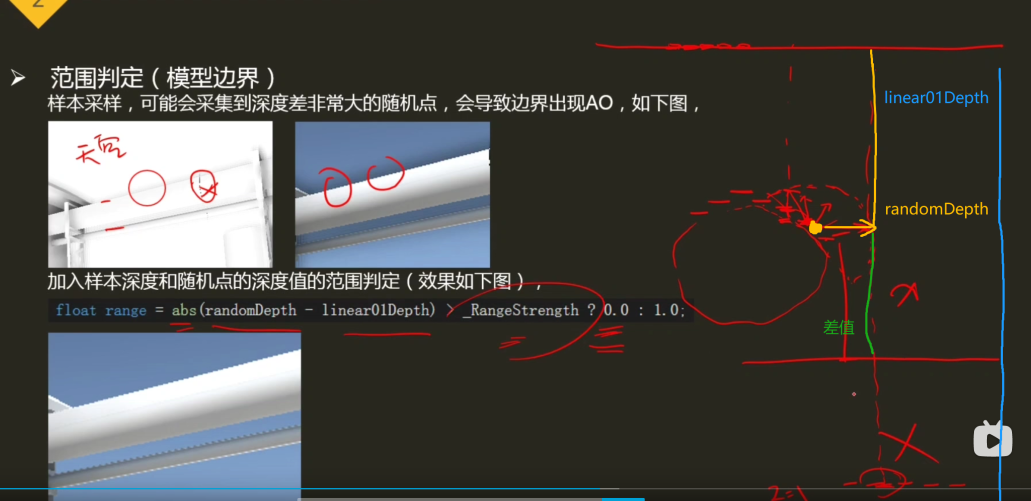 2
范围判定（模型边界）
样本采样，可能会采集到深度差非常大的随机点，会导致边界出现AO，如下图，
天空
加入样本深度和随机点的深度值的范围判定（效果如下图），
float range = abs(randomDepth - linear01Depth) > _RangeStrength ? 0.0 : 1.0;
linear01Depth
randomDepth
差值
z=1